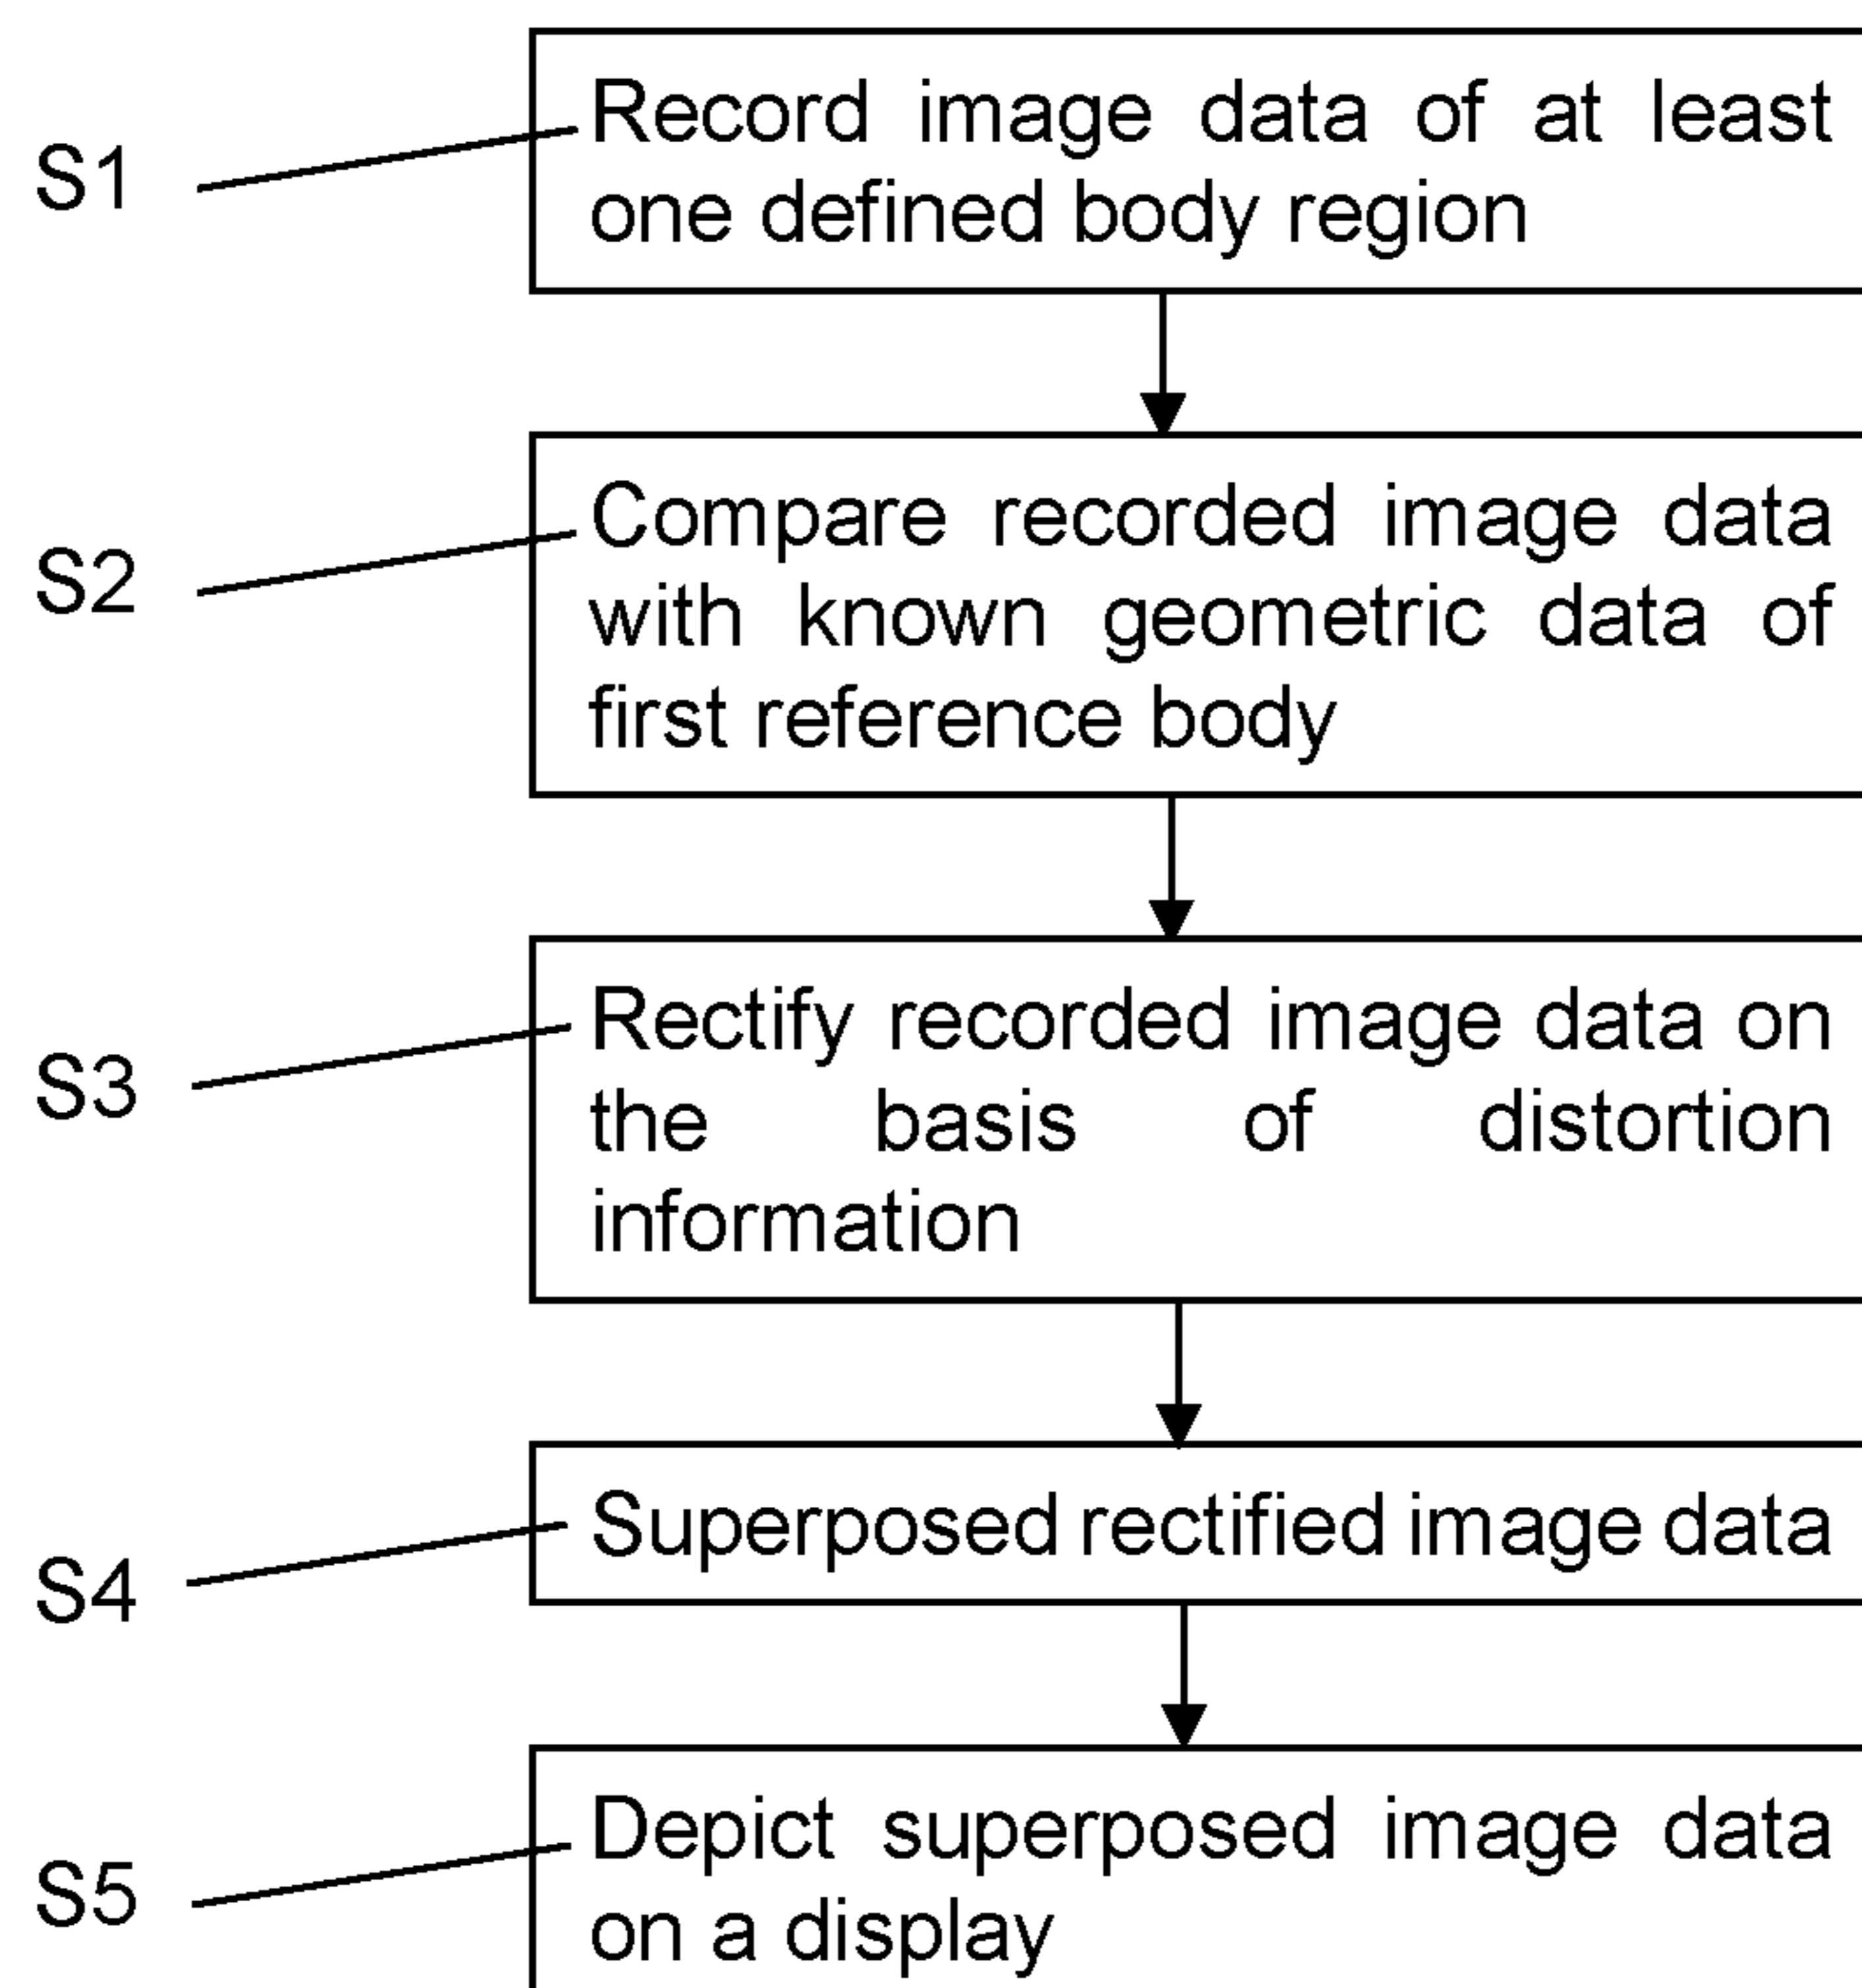 S1
Record image data of at least
one defined body region
S2
Compare recorded image data
with known geometric data of
first reference body
S3
Rectify recorded image data on
the basis of distortion
information
S4
Superposed rectified image data
S5
Depict superposed image data
on a display